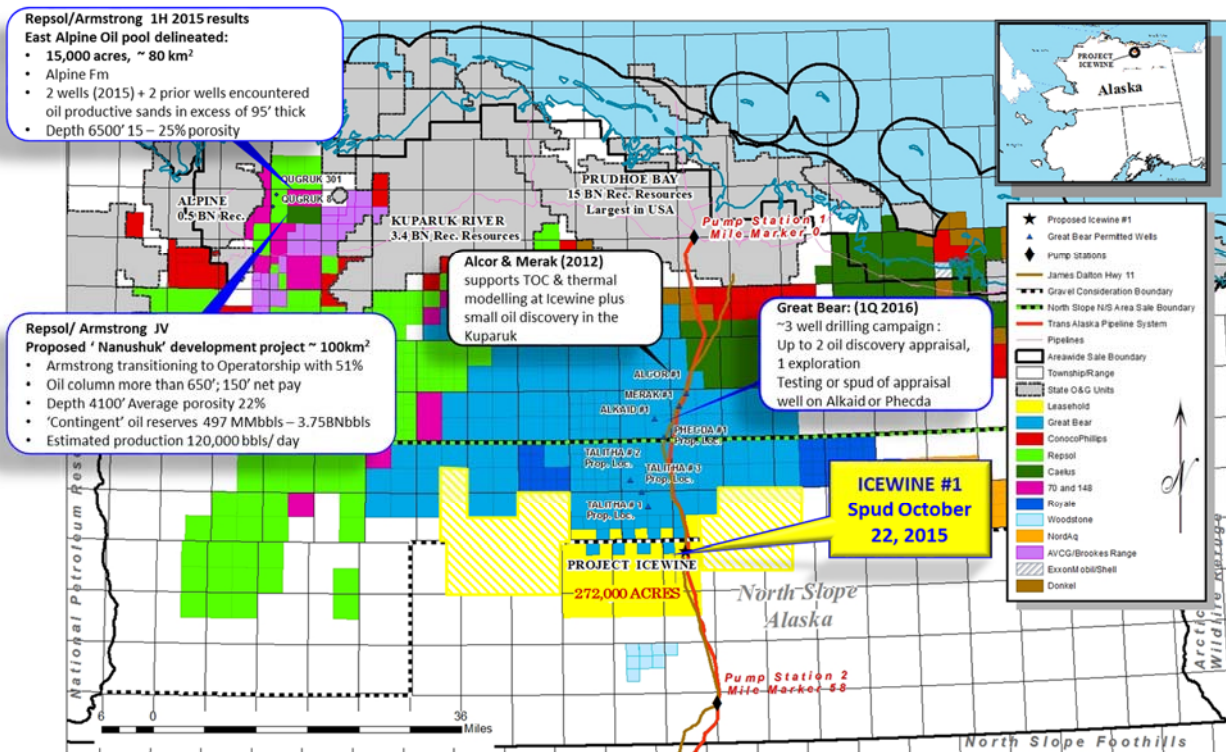 Repsol/Armstrong 1H 2015 results
East Alpine Oil pool delineated:
• 15,000 acres, ~ 80 km²
• Alpine Fm
• 2 wells (2015) + 2 prior wells encountered
oil productive sands in excess of 95' thick
• Depth 6500' 15 – 25% porosity
PROJECT
ICEWINE
Alaska
QUGRUK 301
QUGRUK 8
ALPINE
0.5 BN Rec.
KUPARUK RIVER
3.4 BN Rec. Resources
PRUDHOE BAY
15 BN Rec. Resources
Largest in USA
Pump Station 1
Mile Marker 0
Alcor & Merak (2012)
supports TOC & thermal
modelling at Icewine plus
small oil discovery in the
Kuparuk
Great Bear: (1Q 2016)
~3 well drilling campaign :
Up to 2 oil discovery appraisal,
1 exploration
Testing or spud of appraisal
well on Alkaid or Phecda
Repsol/ Armstrong JV
Proposed ‘ Nanushuk’ development project ~ 100km²
• Armstrong transitioning to Operatorship with 51%
• Oil column more than 650'; 150' net pay
• Depth 4100' Average porosity 22%
• ‘Contingent’ oil reserves 497 MMbbls – 3.75BNbbls
• Estimated production 120,000 bbls/ day
ALCOR #1
MERAK #1
ALKAID #1
PHECDA #1
Prop. Loc.
TALITHA # 2
Prop. Loc.
TALITHA # 3
Prop. Loc.
TALITHA # 1
Prop. Loc.
ICEWINE #1
Spud October
22, 2015
PROJECT ICEWINE
272,000 ACRES
North Slope
Alaska
Pump Station 2
Mile Marker 58
6 0 36
Miles
North Slope Foothills
National Petroleum Rese
Arctic
Wildlife Refuge
Proposed Icewine #1
Great Bear Permitted Wells
Pump Stations
James Dalton Hwy 11
Gravel Consideration Boundary
North Slope N/S Area Sale Boundary
Trans Alaska Pipeline System
Pipelines
Areawide Sale Boundary
Township/Range
State O&G Units
Leasehold
Great Bear
ConocoPhillips
Repsol
Caelus
70 and 148
Royale
Woodstone
NordAq
AVCG/Brookes Range
ExxonMobil/Shell
Donkel
N